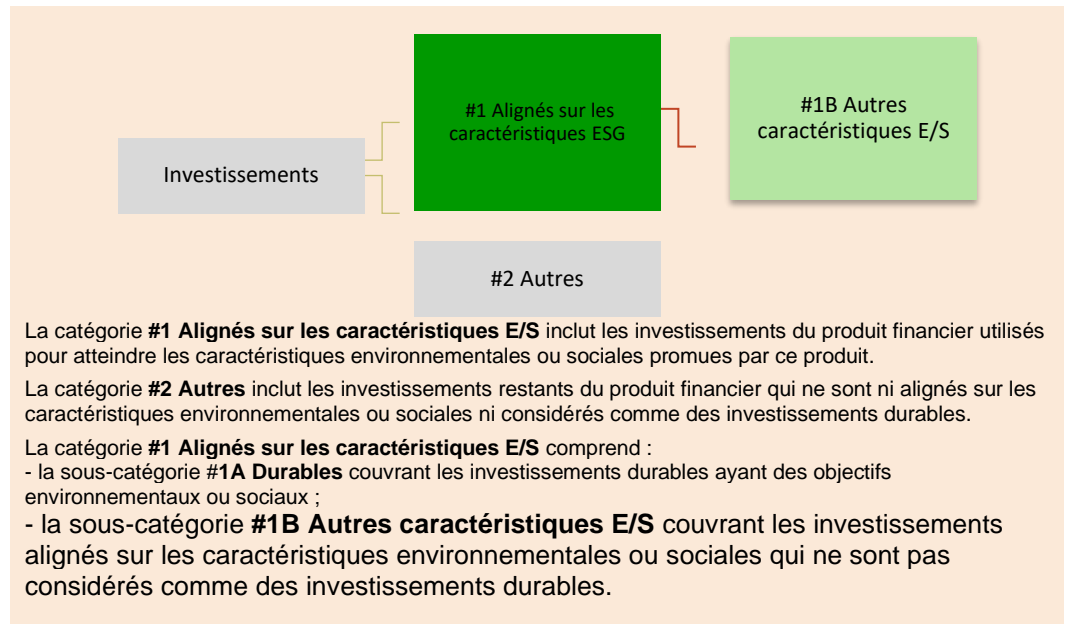 #1 Alignés sur les
caractéristiques ESG
#1B Autres
caractéristiques E/S
Investissements
#2 Autres
La catégorie #1 Alignés sur les caractéristiques E/S inclut les investissements du produit financier utilisés
pour atteindre les caractéristiques environnementales ou sociales promues par ce produit.
La catégorie #2 Autres inclut les investissements restants du produit financier qui ne sont ni alignés sur les
caractéristiques environnementales ou sociales ni considérés comme des investissements durables.
La catégorie #1 Alignés sur les caractéristiques E/S comprend :
- la sous-catégorie #1A Durables couvrant les investissements durables ayant des objectifs
environnementaux ou sociaux ;
- la sous-catégorie #1B Autres caractéristiques E/S couvrant les investissements
alignés sur les caractéristiques environnementales ou sociales qui ne sont pas
considérés comme des investissements durables.